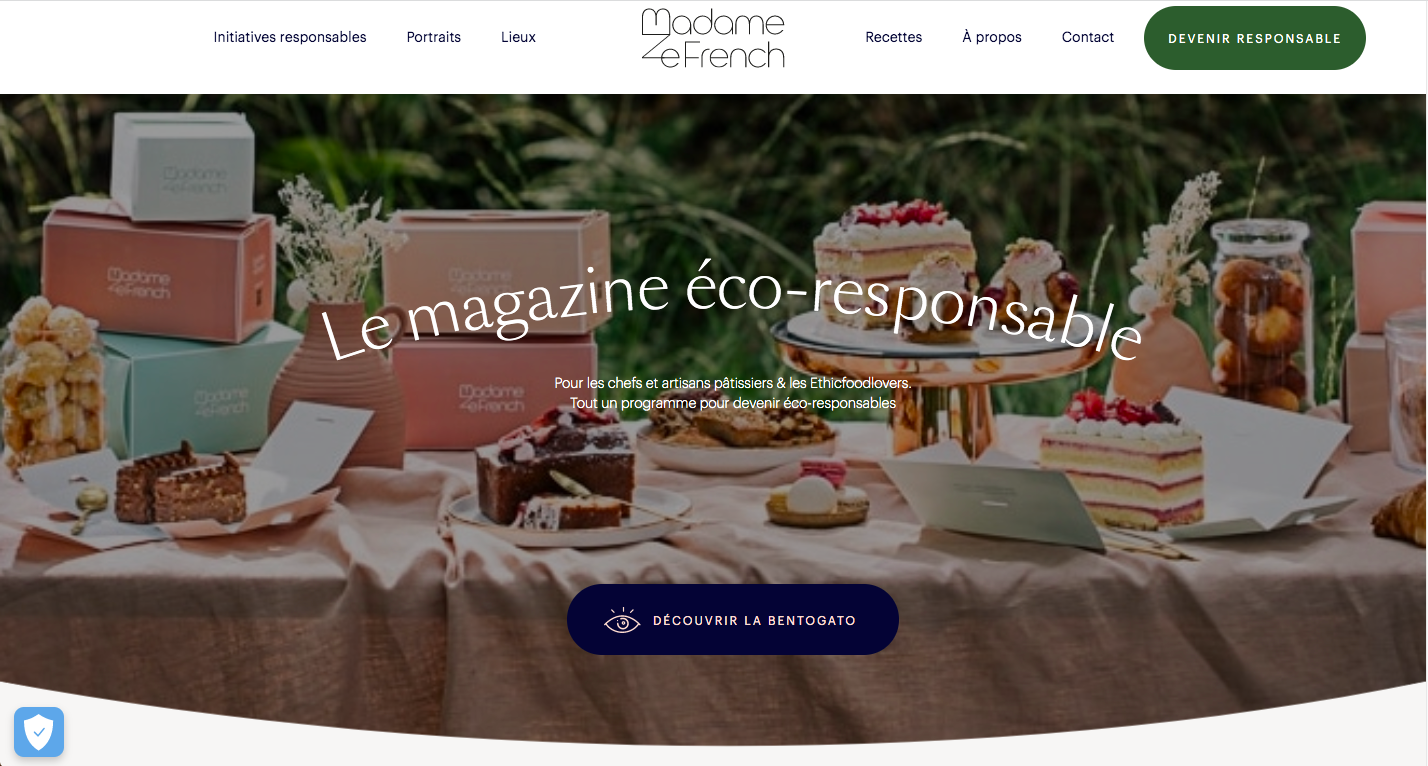 Initiatives responsables
Portraits
Lieux
Madame
ZeFrench
Recettes
À propos
Contact
DEVENIR RESPONSABLE
Madame
ZeFrench
Madame
ZeFrench
Madame
ZeFrench
Madame
ZeFrench
Le magazine éco-responsable
Pour les chefs et artisans pâtissiers & les Ethicfoodlovers.
Tout un programme pour devenir éco-responsables
DÉCOUVRIR LA BENTOGATO